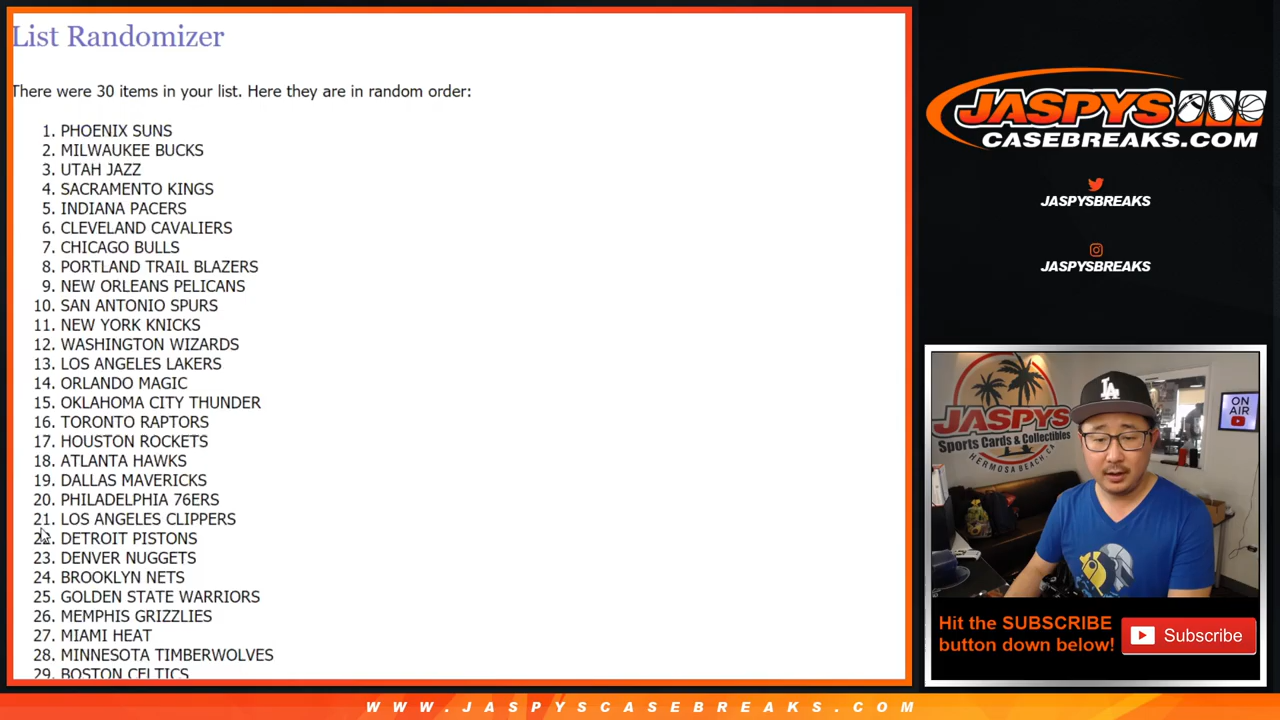 List Randomizer
There were 30 items in your list. Here they are in random order:
1. PHOENIX SUNS
2. MILWAUKEE BUCKS
3. UTAH JAZZ
4. SACRAMENTO KINGS
5. INDIANA PACERS
6. CLEVELAND CAVALIERS
7. CHICAGO BULLS
8. PORTLAND TRAIL BLAZERS
9. NEW ORLEANS PELICANS
10. SAN ANTONIO SPURS
11. NEW YORK KNICKS
12. WASHINGTON WIZARDS
13. LOS ANGELES LAKERS
14. ORLANDO MAGIC
15. OKLAHOMA CITY THUNDER
16. TORONTO RAPTORS
17. HOUSTON ROCKETS
18. ATLANTA HAWKS
19. DALLAS MAVERICKS
20. PHILADELPHIA 76ERS
21. LOS ANGELES CLIPPERS
22. DETROIT PISTONS
23. DENVER NUGGETS
24. BROOKLYN NETS
25. GOLDEN STATE WARRIORS
26. MEMPHIS GRIZZLIES
27. MIAMI HEAT
28. MINNESOTA TIMBERWOLVES
29. BOSTON CELTICS
JASPYS
CASEBREAKS.COM
JASPYSBREAKS
JASPYSBREAKS
JASPYS
Sports Cards & Collectibles
HERMOSA BEACH, CA
LA
ON
AIR
Hit the SUBSCRIBE
button down below!
Subscribe
WWW.JASPYSCASEBREAKS.COM